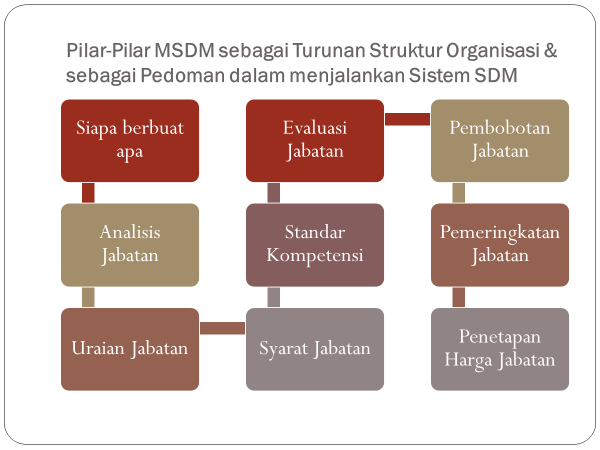 Pilar-Pilar MSDM sebagai Turunan Struktur Organisasi &
sebagai Pedoman dalam menjalankan Sistem SDM
Siapa berbuat
apa
Analisis
Jabatan
Uraian Jabatan
Syarat Jabatan
Standar
Kompetensi
Evaluasi
Jabatan
Pembobotan
Jabatan
Pemeringkatan
Jabatan
Penetapan
Harga Jabatan